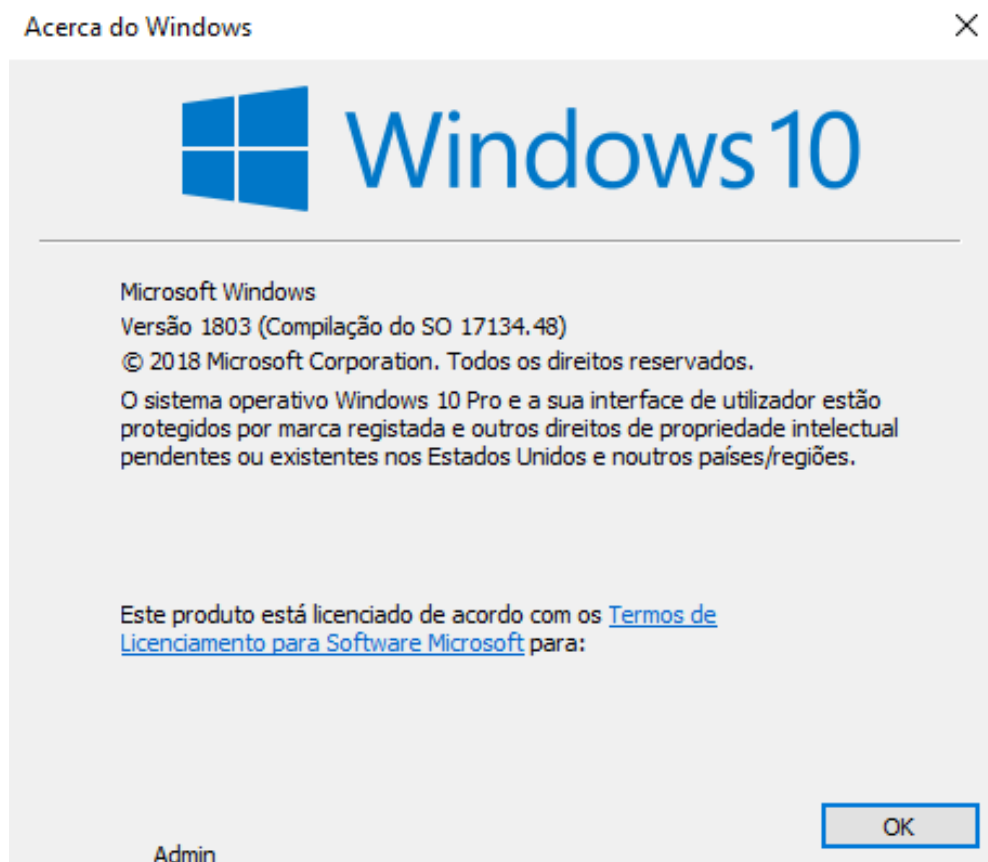 Acerca do Windows
Windows 10
Microsoft Windows
Versão 1803 (Compilação do SO 17134.48)
© 2018 Microsoft Corporation. Todos os direitos reservados.
O sistema operativo Windows 10 Pro e a sua interface de utilizador estão
protegidos por marca registada e outros direitos de propriedade intelectual
pendentes ou existentes nos Estados Unidos e noutros países/regiões.
Este produto está licenciado de acordo com os Termos de
Licenciamento para Software Microsoft para:
OK
Admin